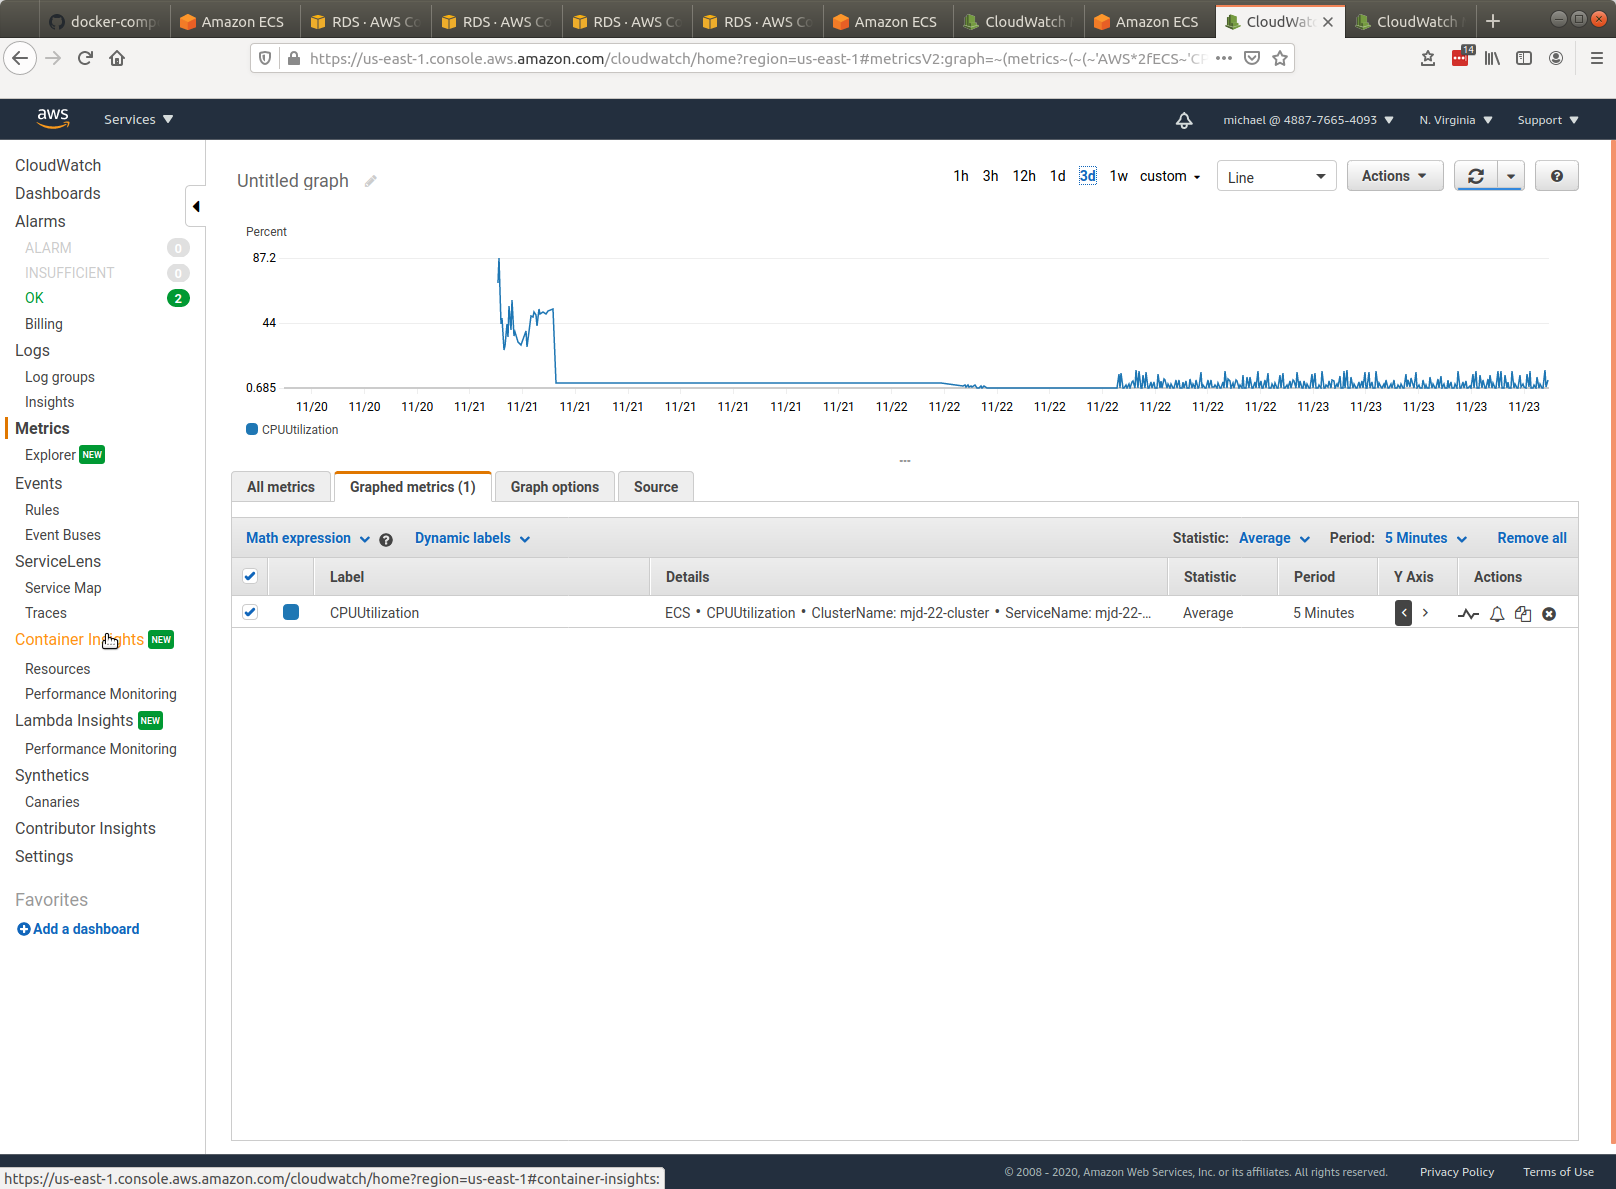 docker-comp
Amazon ECS
RDS · AWS Co
RDS · AWS Co
RDS · AWS Co
RDS · AWS Co
Amazon ECS
CloudWatch
Amazon ECS
CloudWat
CloudWatch
https://us-east-1.console.aws.amazon.com/cloudwatch/home?region=us-east-1#metricsV2:graph=~(metrics~(~(~'AWS*2fECS~'CP
14
aws
Services
michael @ 4887-7665-4093
N. Virginia
Support
CloudWatch
Dashboards
Alarms
ALARM 0
INSUFFICIENT 0
OK 2
Billing
Logs
Log groups
Insights
Metrics
Explorer NEW
Events
Rules
Event Buses
ServiceLens
Service Map
Traces
Container Insights NEW
Resources
Performance Monitoring
Lambda Insights NEW
Performance Monitoring
Synthetics
Canaries
Contributor Insights
Settings
Favorites
Add a dashboard
Untitled graph
1h 3h 12h 1d 3d 1w custom
Line
Actions
Percent
87.2
44
0.685
11/20 11/20 11/20 11/21 11/21 11/21 11/21 11/21 11/21 11/21 11/21 11/22 11/22 11/22 11/22 11/22 11/22 11/22 11/22 11/23 11/23 11/23 11/23 11/23
CPUUtilization
All metrics
Graphed metrics (1)
Graph options
Source
Math expression
Dynamic labels
Statistic: Average
Period: 5 Minutes
Remove all
Label Details Statistic Period Y Axis Actions
CPUUtilization ECS • CPUUtilization • ClusterName: mjd-22-cluster • ServiceName: mjd-22-... Average 5 Minutes
© 2008 - 2020, Amazon Web Services, Inc. or its affiliates. All rights reserved.
Privacy Policy
Terms of Use
https://us-east-1.console.aws.amazon.com/cloudwatch/home?region=us-east-1#container-insights: